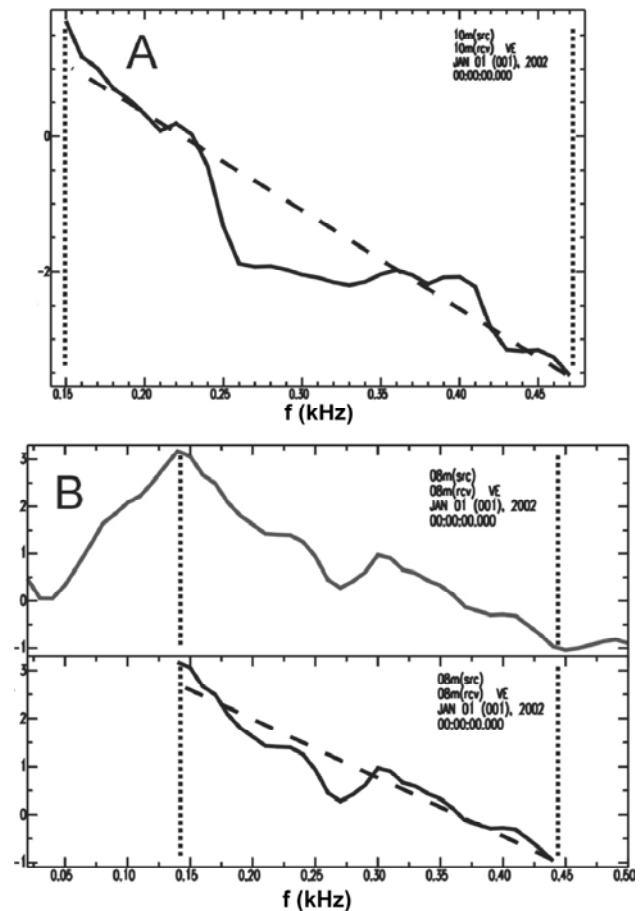 A
10m(src)
10m(rcv) VE
JAN 01 (001), 2002
00:00:00.000
0
-2
0.15 0.20 0.25 0.30 0.35 0.40 0.45
f (kHz)
B
08m(src)
08m(rcv) VE
JAN 01 (001), 2002
00:00:00.000
3
2
1
0
-1
08m(src)
08m(rcv) VE
JAN 01 (001), 2002
00:00:00.000
3
2
1
0
-1
0.05 0.10 0.15 0.20 0.25 0.30 0.35 0.40 0.45 0.50
f (kHz)